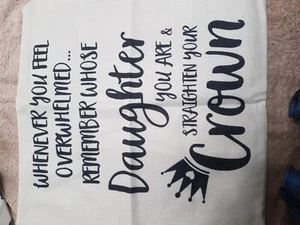 WHENEVER YOU FEEL
OVERWHELMED...
REMEMBER WHOSE
Daughter
YOU ARE &
STRAIGHTEN YOUR
Crown